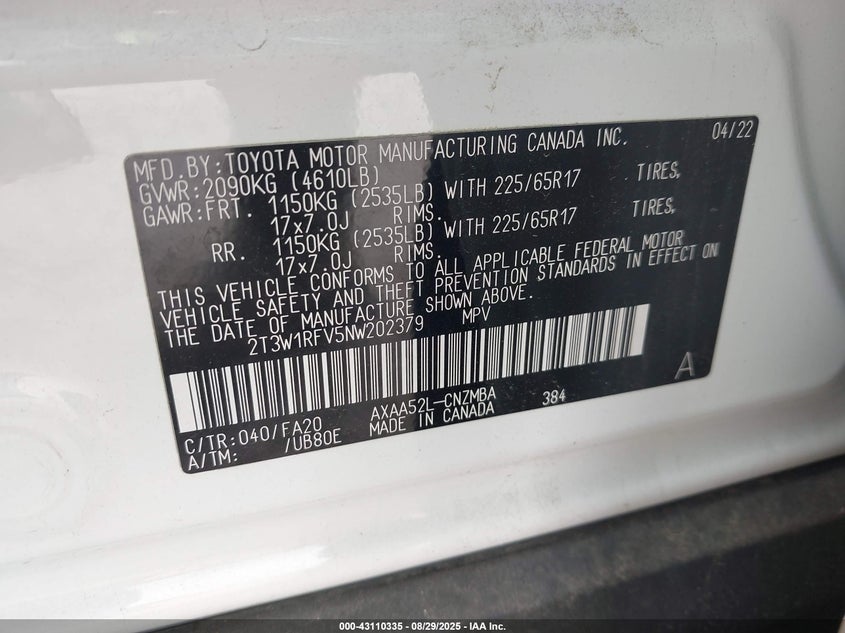 MFD.BY:TOYOTA MOTOR MANUFACTURING CANADA INC. 04/22
GVWR:2090KG (4610LB)
GAWR:FRT. 1150KG (2535LB) WITH 225/65R17 TIRES,
17x7.0J RIMS.
RR. 1150KG (2535LB) WITH 225/65R17 TIRES,
17x7.0J RIMS.
THIS VEHICLE CONFORMS TO ALL APPLICABLE FEDERAL MOTOR
VEHICLE SAFETY AND THEFT PREVENTION STANDARDS IN EFFECT ON
THE DATE OF MANUFACTURE SHOWN ABOVE.
2T3W1RFV5NW202379 MPV
A
C/TR:040/FA20 AXAA52L-CNZMBA 384
A/TM: /UB80E MADE IN CANADA
000-43110335 - 08/29/2025 - IAA Inc.